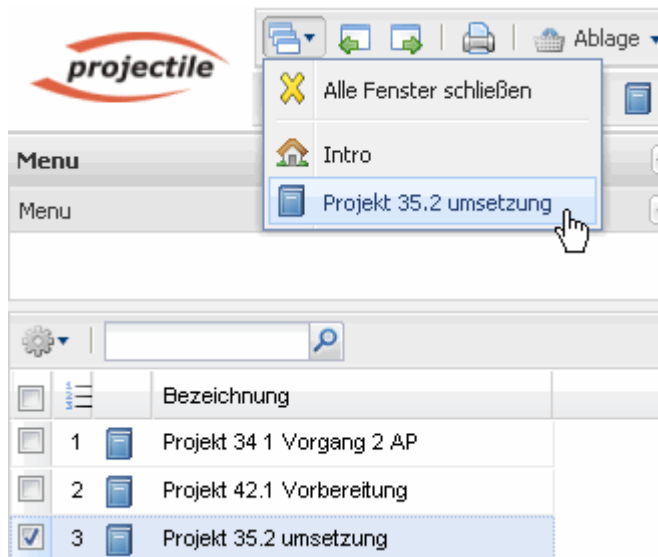 projectile
Ablage
Alle Fenster schließen
Intro
Projekt 35.2 umsetzung
Menu
Menu
Bezeichnung
1 Projekt 34 1 Vorgang 2 AP
2 Projekt 42.1 Vorbereitung
3 Projekt 35.2 umsetzung